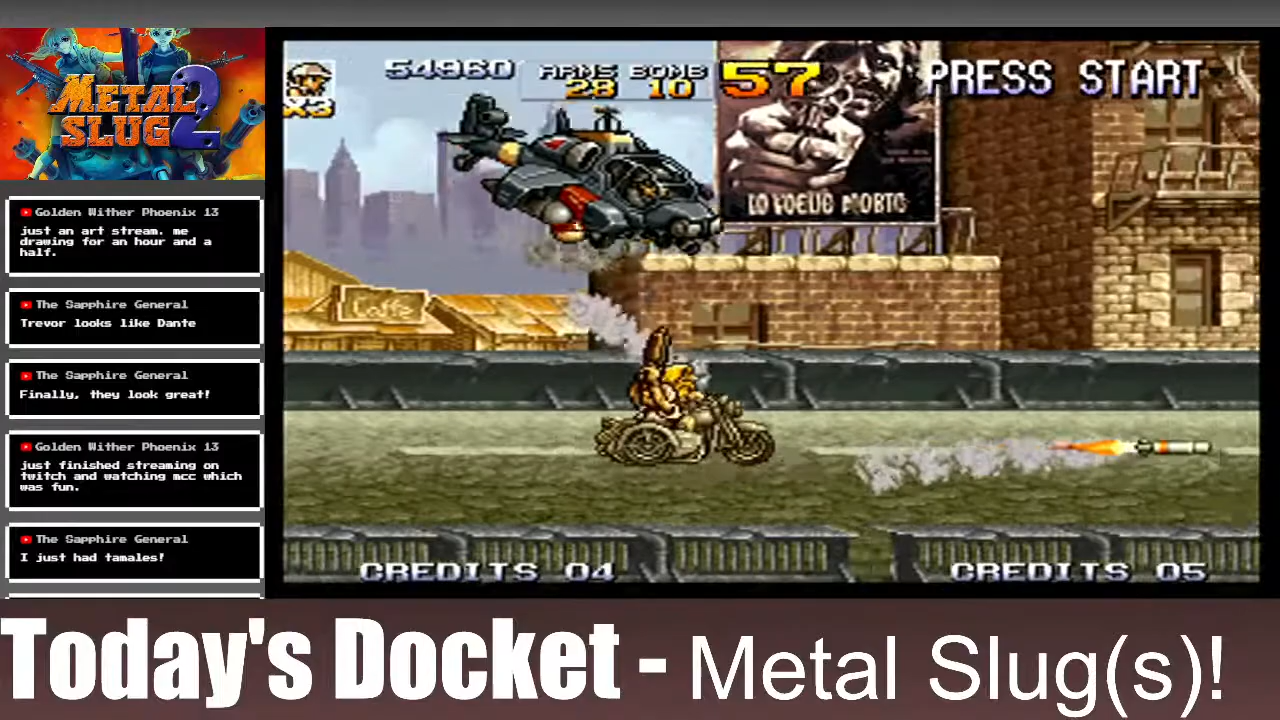 METAL
SLUG 2
Golden Wither Phoenix 13
just an art stream. me
drawing for an hour and a
half.
The Sapphire General
Trevor looks like Dante
The Sapphire General
Finally, they look great!
Golden Wither Phoenix 13
just finished streaming on
twitch and watching mcc which
was fun.
The Sapphire General
I just had tamales!
X3
54960
ARMS BOMB
28 10
57
PRESS START
LO VOGLIO MORTO
Caffe
CREDITS 04
CREDITS 05
Today's Docket - Metal Slug(s)!